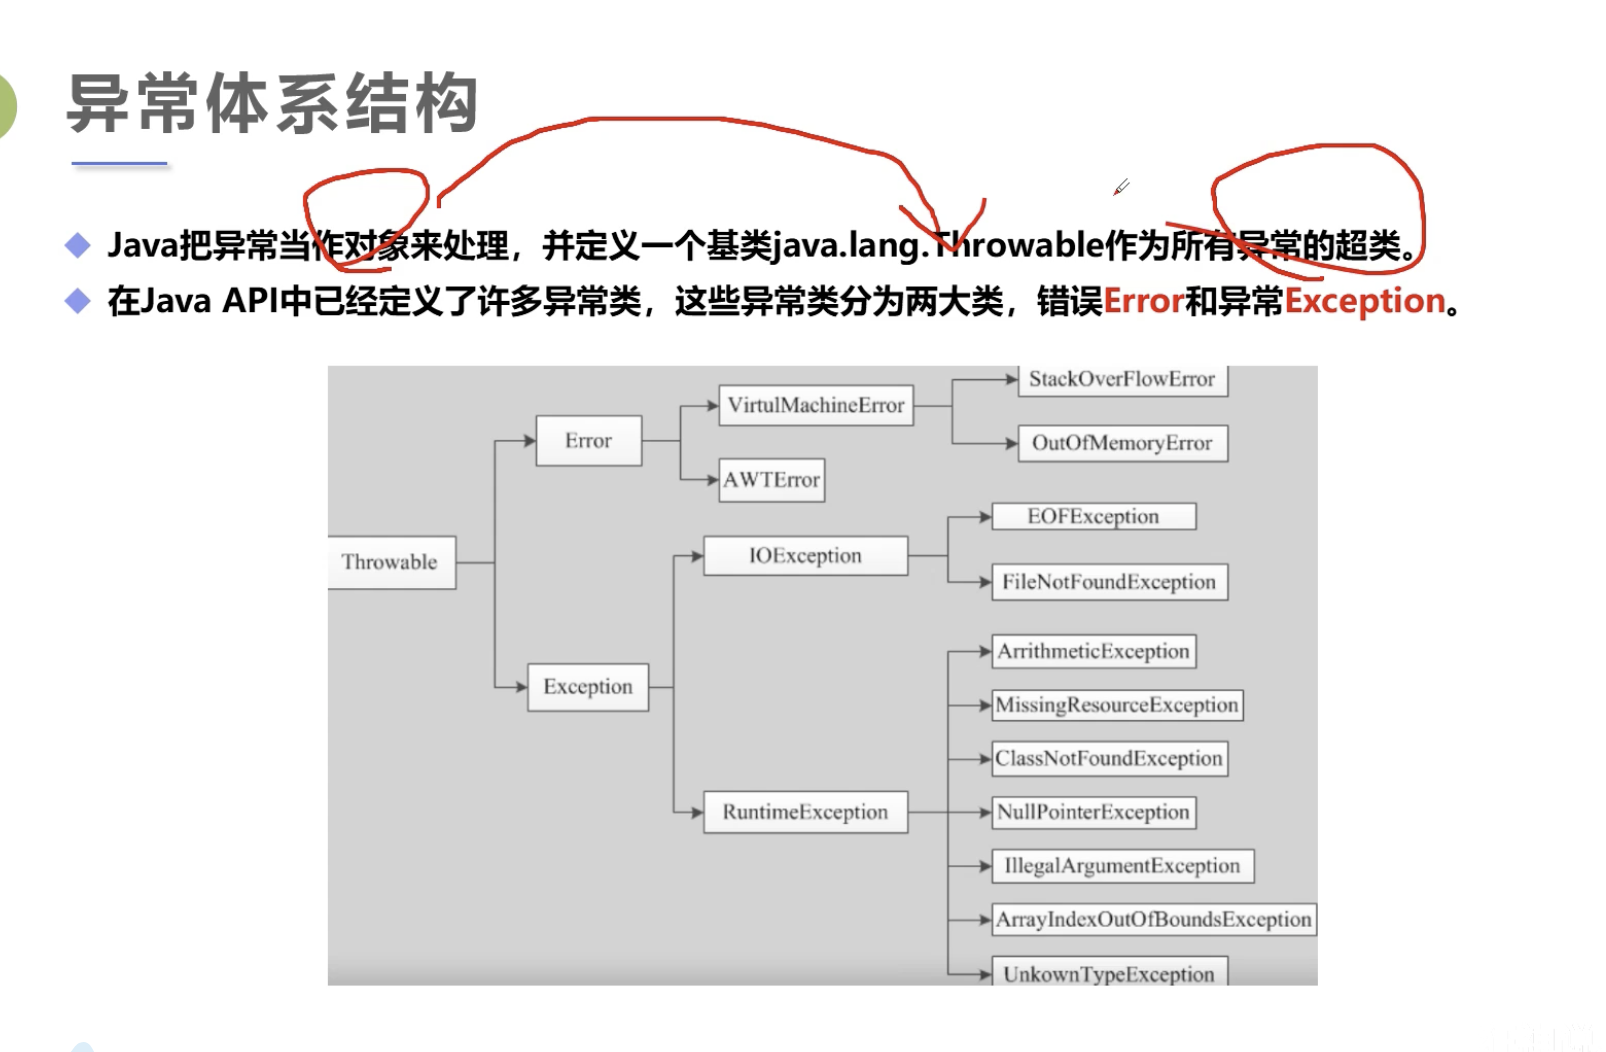 异常体系结构
Java把异常当作对象来处理，并定义一个基类java.lang.Throwable作为所有异常的超类。
在Java API中已经定义了许多异常类，这些异常类分为两大类，错误Error和异常Exception。
StackOverFlowError
VirtulMachineError
OutOfMemoryError
Error
AWTError
EOFException
IOException
Throwable
FileNotFoundException
ArrithmeticException
Exception
MissingResourceException
ClassNotFoundException
RuntimeException
NullPointerException
IllegalArgumentException
ArrayIndexOutOfBoundsException
UnkownTypeException